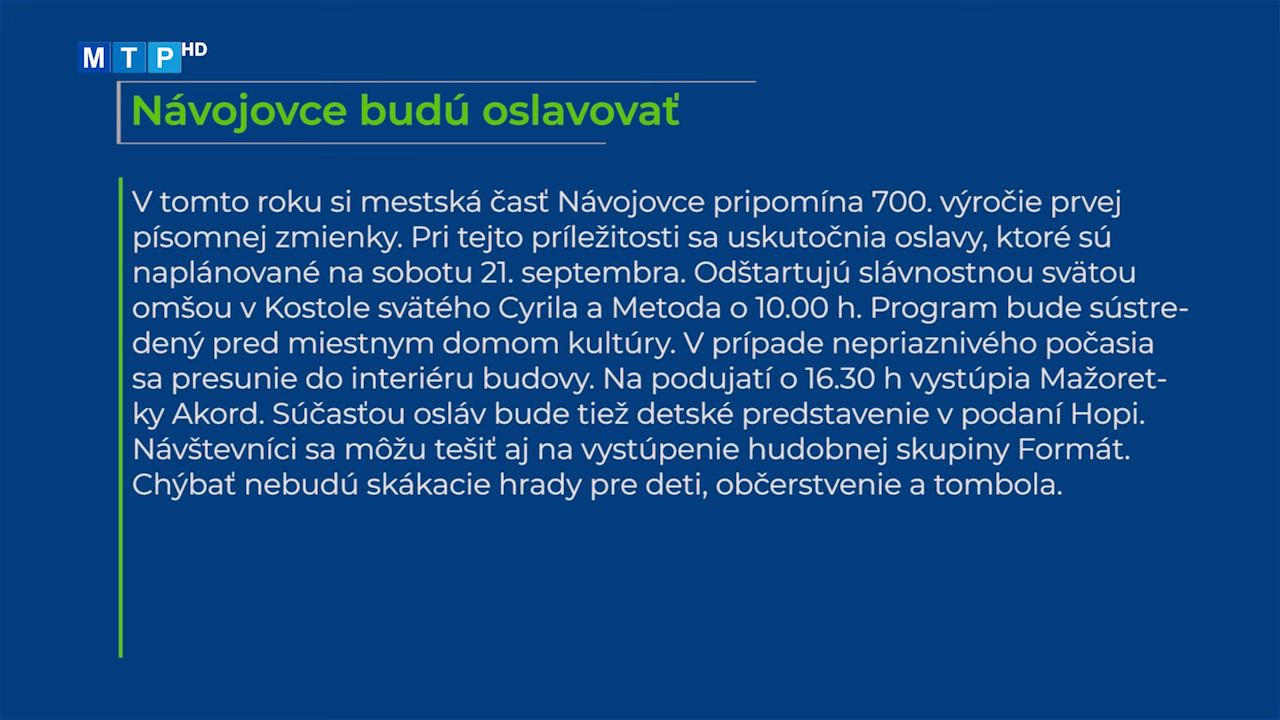 MTP HD
Návojovce budú oslavovať
V tomto roku si mestská časť Návojovce pripomína 700. výročie prvej
písomnej zmienky. Pri tejto príležitosti sa uskutočnia oslavy, ktoré sú
naplánované na sobotu 21. septembra. Odštartujú slávnostnou svätou
omšou v Kostole svätého Cyrila a Metoda o 10.00 h. Program bude sústre-
dený pred miestnym domom kultúry. V prípade nepriaznivého počasia
sa presunie do interiéru budovy. Na podujatí o 16.30 h vystúpia Mažoret-
ky Akord. Súčasťou osláv bude tiež detské predstavenie v podaní Hopi.
Návštevníci sa môžu tešiť aj na vystúpenie hudobnej skupiny Formát.
Chýbať nebudú skákacie hrady pre deti, občerstvenie a tombola.